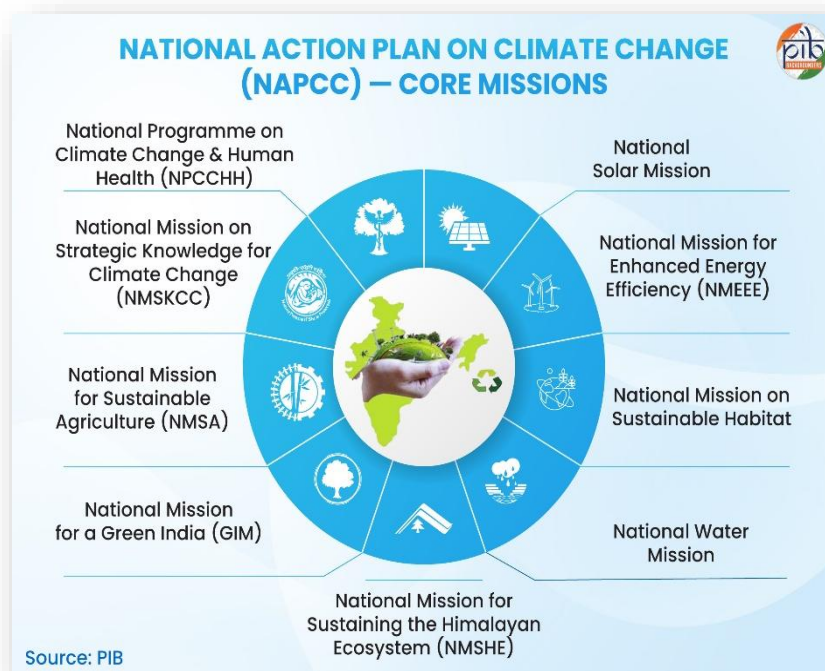 NATIONAL ACTION PLAN ON CLIMATE CHANGE
(NAPCC) — CORE MISSIONS
pib
National Programme on
Climate Change & Human
Health (NPCCHH)
National
Solar Mission
National Mission on
Strategic Knowledge for
Climate Change
(NMSKCC)
National Mission for
Enhanced Energy
Efficiency (NMEEE)
National Mission
for Sustainable
Agriculture (NMSA)
National Mission on
Sustainable Habitat
National Mission
for a Green India (GIM)
National Water
Mission
National Mission for
Sustaining the Himalayan
Ecosystem (NMSHE)
Source: PIB